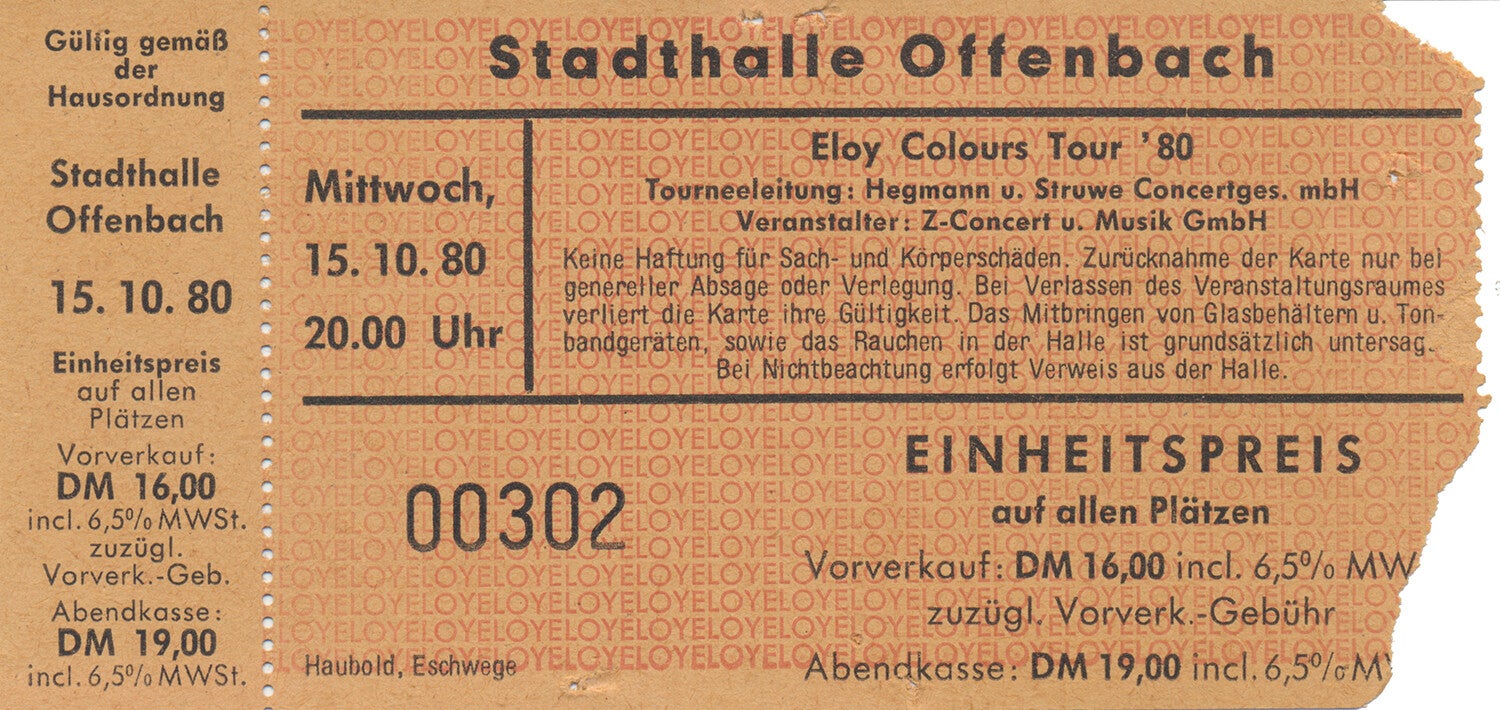 Gültig gemäß
der
Hausordnung
Stadthalle
Offenbach
15. 10. 80
Einheitspreis
auf allen
Plätzen
Vorverkauf:
DM 16,00
incl. 6,5% MWSt.
zuzügl.
Vorverk.-Geb.
Abendkasse:
DM 19,00
incl. 6,5% MWSt.
Stadthalle Offenbach
Mittwoch,
15. 10. 80
20.00 Uhr
Eloy Colours Tour '80
Tourneeleitung: Hegmann u. Struwe Concertges. mbH
Veranstalter: Z-Concert u. Musik GmbH
Keine Haftung für Sach- und Körperschäden. Zurücknahme der Karte nur bei
genereller Absage oder Verlegung. Bei Verlassen des Veranstaltungsraumes
verliert die Karte ihre Gültigkeit. Das Mitbringen von Glasbehältern u. Ton-
bandgeräten, sowie das Rauchen in der Halle ist grundsätzlich untersag.
Bei Nichtbeachtung erfolgt Verweis aus der Halle.
00302
Haubold, Eschwege
EINHEITSPREIS
auf allen Plätzen
Vorverkauf: DM 16,00 incl. 6,5% MW
zuzügl. Vorverk.-Gebühr
Abendkasse: DM 19,00 incl. 6,5% M